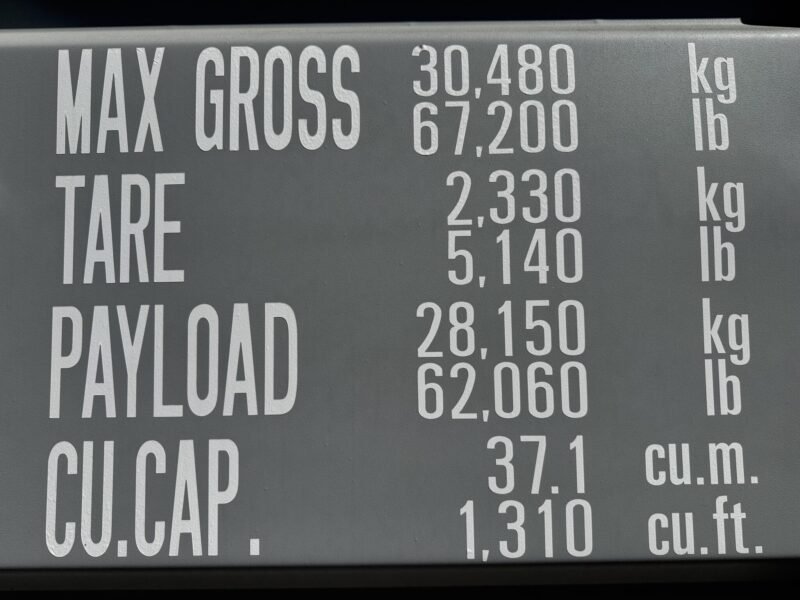 MAX GROSS 30,480 kg
67,200 lb
TARE 2,330 kg
5,140 lb
PAYLOAD 28,150 kg
62,060 lb
CU.CAP. 37.1 cu.m.
1,310 cu.ft.